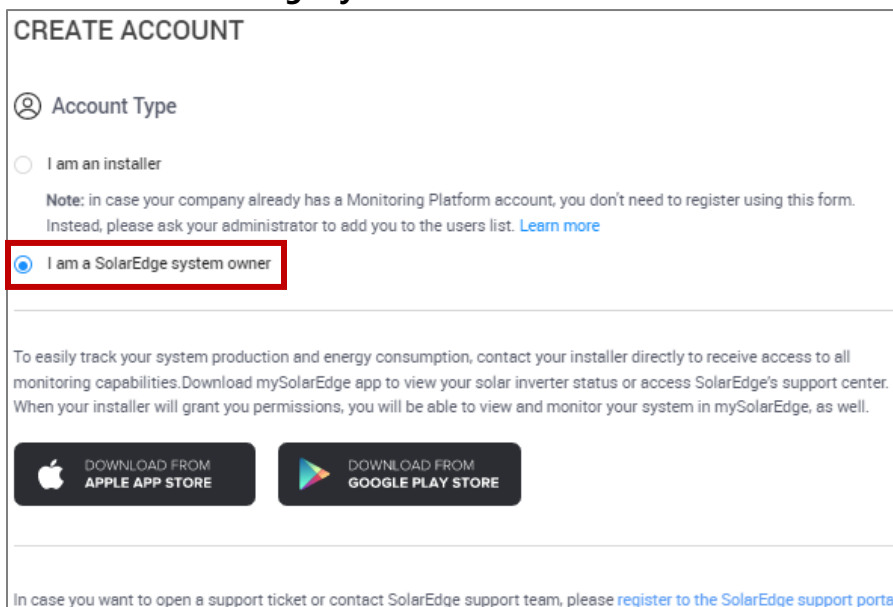 CREATE ACCOUNT
Account Type
I am an installer
Note: in case your company already has a Monitoring Platform account, you don't need to register using this form.
Instead, please ask your administrator to add you to the users list. Learn more
I am a SolarEdge system owner
To easily track your system production and energy consumption, contact your installer directly to receive access to all
monitoring capabilities.Download mySolarEdge app to view your solar inverter status or access SolarEdge's support center.
When your installer will grant you permissions, you will be able to view and monitor your system in mySolarEdge, as well.
DOWNLOAD FROM
APPLE APP STORE
DOWNLOAD FROM
GOOGLE PLAY STORE
In case you want to open a support ticket or contact SolarEdge support team, please register to the SolarEdge support porta